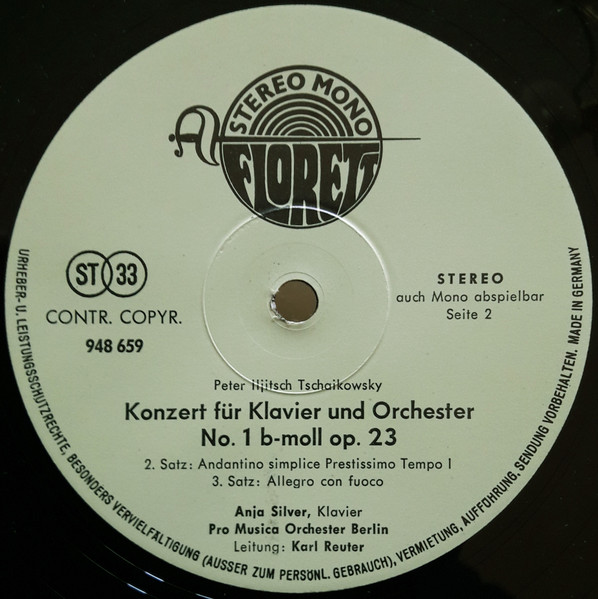 STEREO MONO
FLORETT
ST 33
CONTR. COPYR.
948 659
STEREO
auch Mono abspielbar
Seite 2
Peter Iljitsch Tschaikowsky
Konzert für Klavier und Orchester
No. 1 b-moll op. 23
2. Satz: Andantino simplice Prestissimo Tempo I
3. Satz: Allegro con fuoco
Anja Silver, Klavier
Pro Musica Orchester Berlin
Leitung: Karl Reuter
URHEBER- U. LEISTUNGSSCHUTZRECHTE, BESONDERS VERVIELFÄLTIGUNG (AUSSER ZUM PERSÖNL. GEBRAUCH), VERMIETUNG, AUFFÜHRUNG, SENDUNG VORBEHALTEN. MADE IN GERMANY